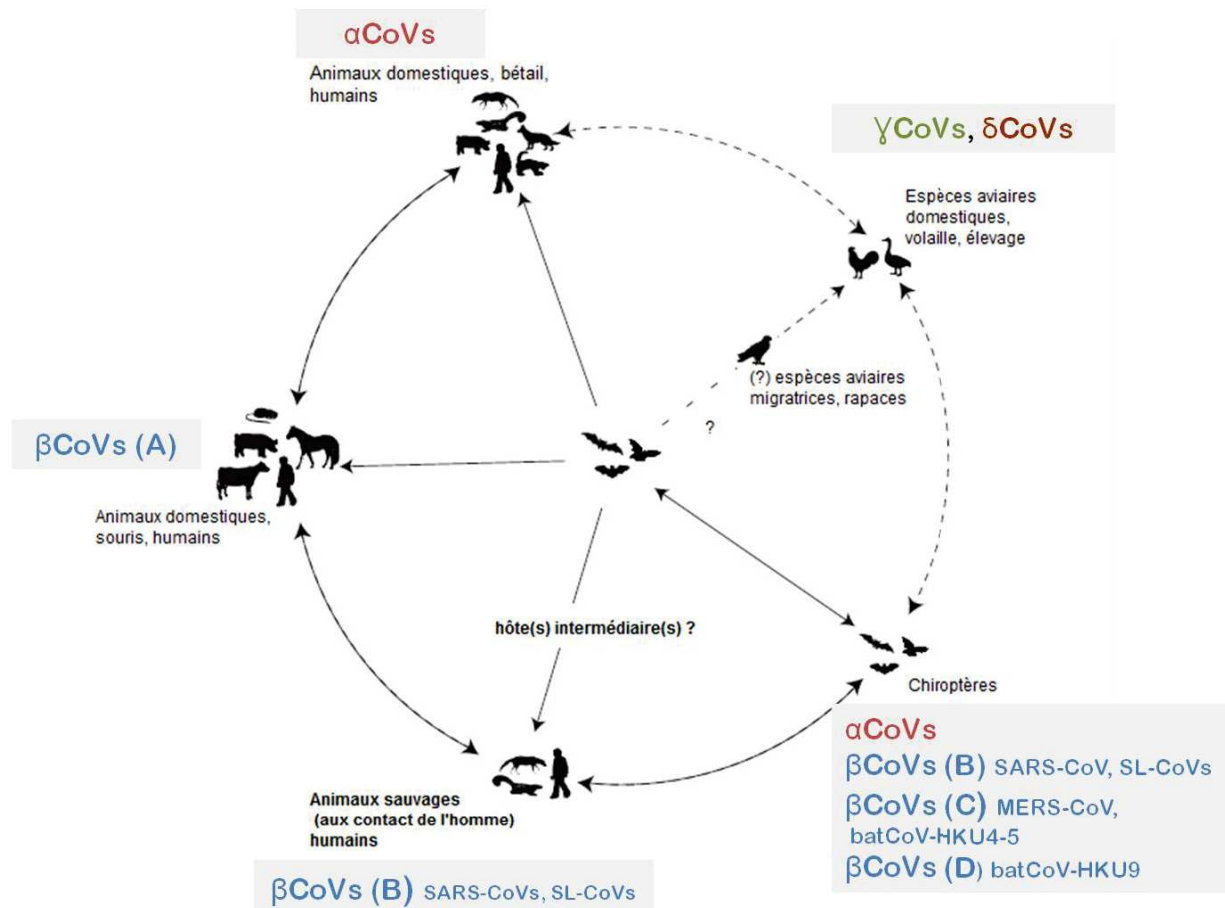 αCoVs
Animaux domestiques, bétail,
humains
ƔCoVs, δCoVs
Espèces aviaires
domestiques,
volaille, élevage
(?) espèces aviaires
migratrices, rapaces
?
βCoVs (A)
Animaux domestiques,
souris, humains
hôte(s) intermédiaire(s) ?
Chiroptères
αCoVs
βCoVs (B) SARS-CoV, SL-CoVs
βCoVs (C) MERS-CoV,
batCoV-HKU4-5
βCoVs (D) batCoV-HKU9
Animaux sauvages
(aux contact de l'homme)
humains
βCoVs (B) SARS-CoVs, SL-CoVs